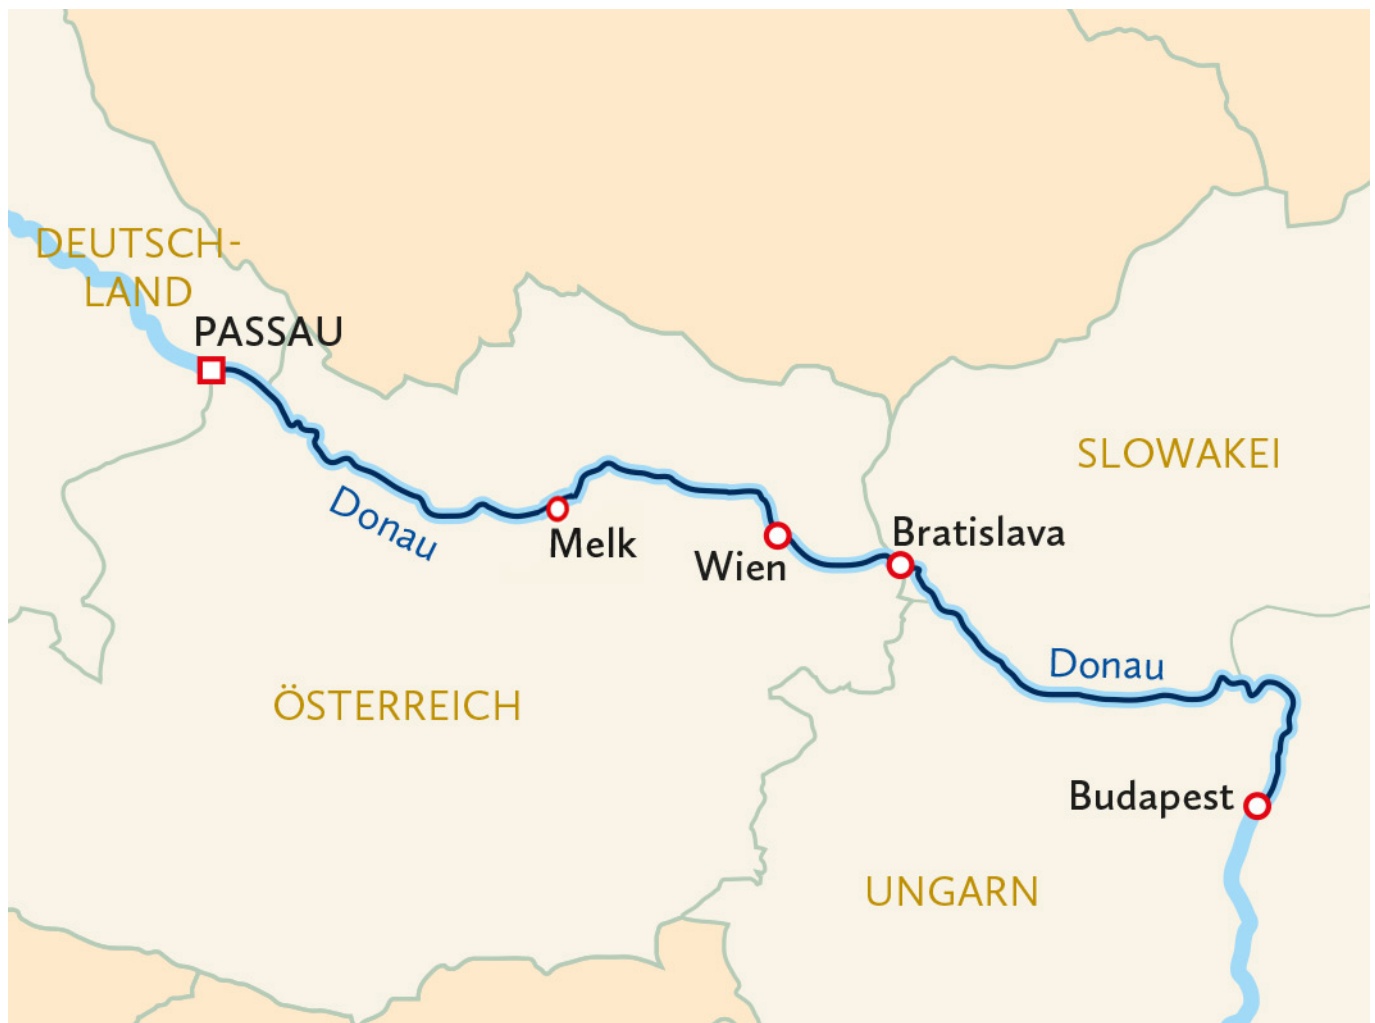 DEUTSCH-
LAND
PASSAU
Donau
Melk
Wien
Bratislava
SLOWAKEI
Donau
ÖSTERREICH
Budapest
UNGARN